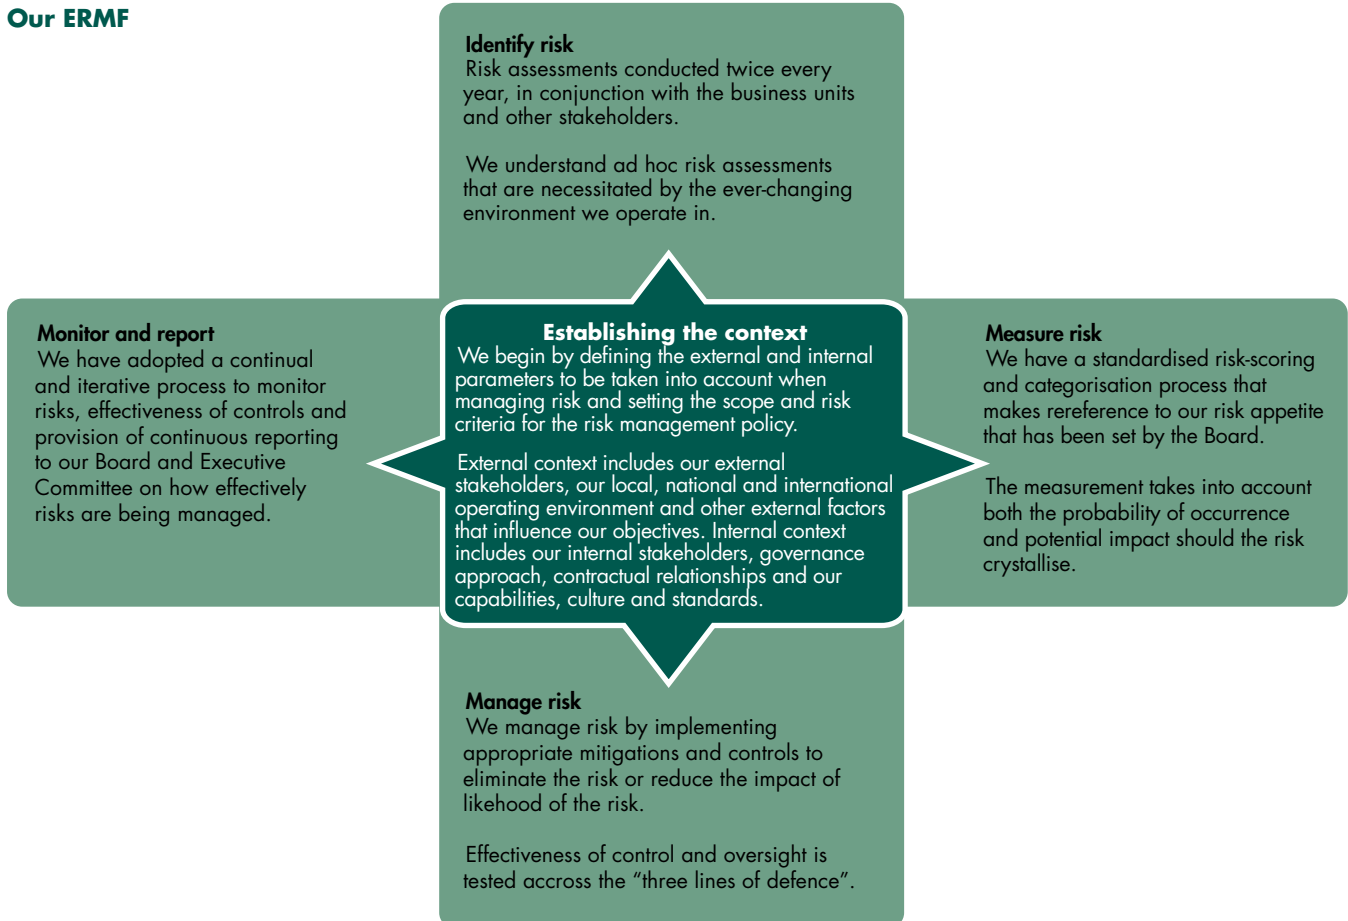 Our ERMF
Identify risk
Risk assessments conducted twice every
year, in conjunction with the business units
and other stakeholders.
We understand ad hoc risk assessments
that are necessitated by the ever-changing
environment we operate in.
Monitor and report
We have adopted a continual
and iterative process to monitor
risks, effectiveness of controls and
provision of continuous reporting
to our Board and Executive
Committee on how effectively
risks are being managed.
Establishing the context
We begin by defining the external and internal
parameters to be taken into account when
managing risk and setting the scope and risk
criteria for the risk management policy.
External context includes our external
stakeholders, our local, national and international
operating environment and other external factors
that influence our objectives. Internal context
includes our internal stakeholders, governance
approach, contractual relationships and our
capabilities, culture and standards.
Measure risk
We have a standardised risk-scoring
and categorisation process that
makes rereference to our risk appetite
that has been set by the Board.
The measurement takes into account
both the probability of occurrence
and potential impact should the risk
crystallise.
Manage risk
We manage risk by implementing
appropriate mitigations and controls to
eliminate the risk or reduce the impact of
likehood of the risk.
Effectiveness of control and oversight is
tested accross the “three lines of defence”.